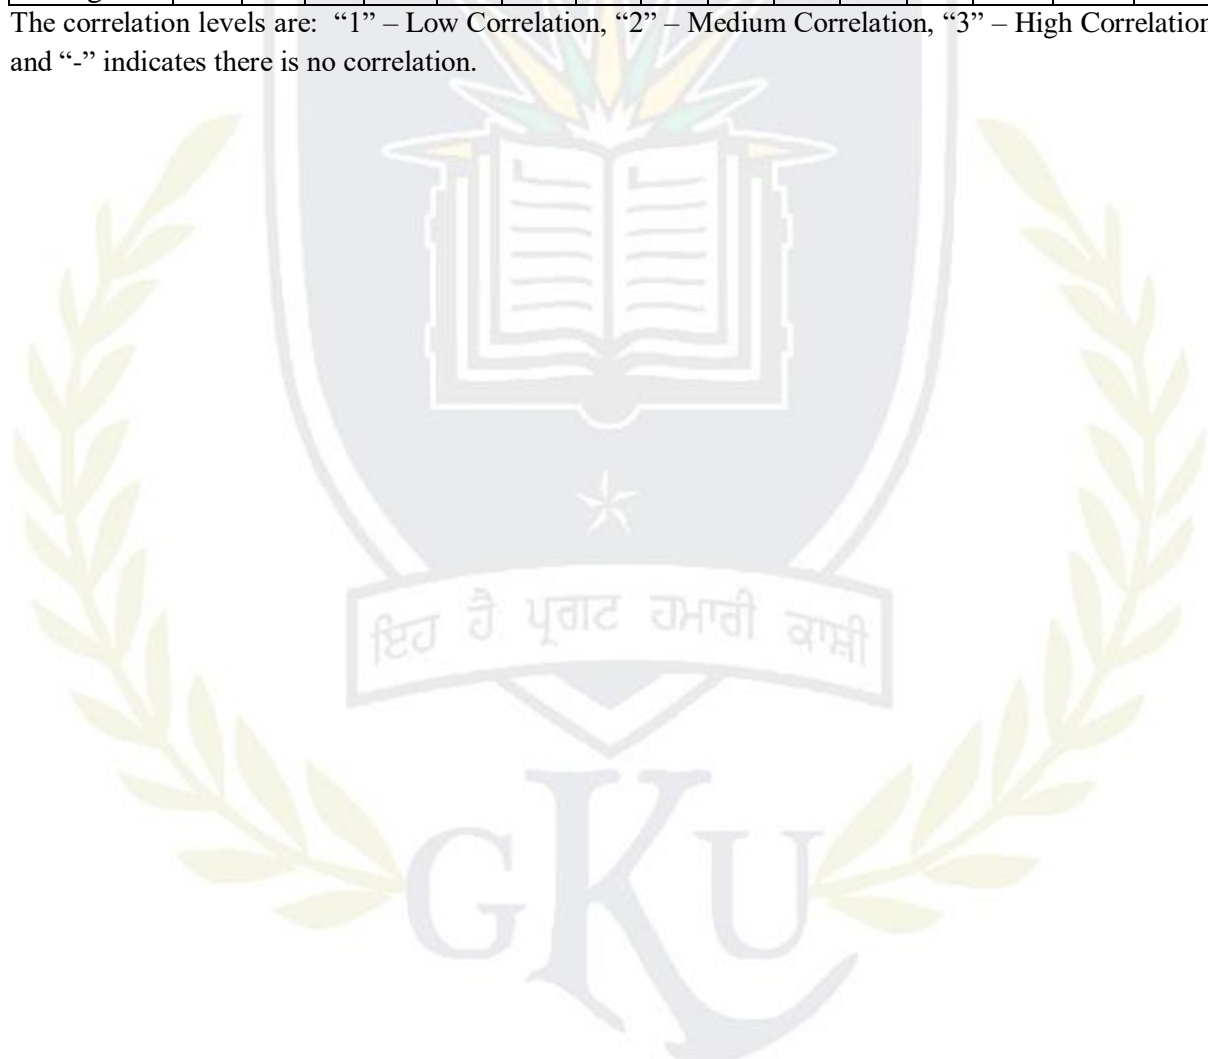 The correlation levels are: “1” – Low Correlation, “2” – Medium Correlation, “3” – High Correlation
and “-” indicates there is no correlation.
ਇਹ ਹੈ ਪ੍ਰਗਟ ਹਮਾਰੀ ਕਾਸ਼ੀ
GKU